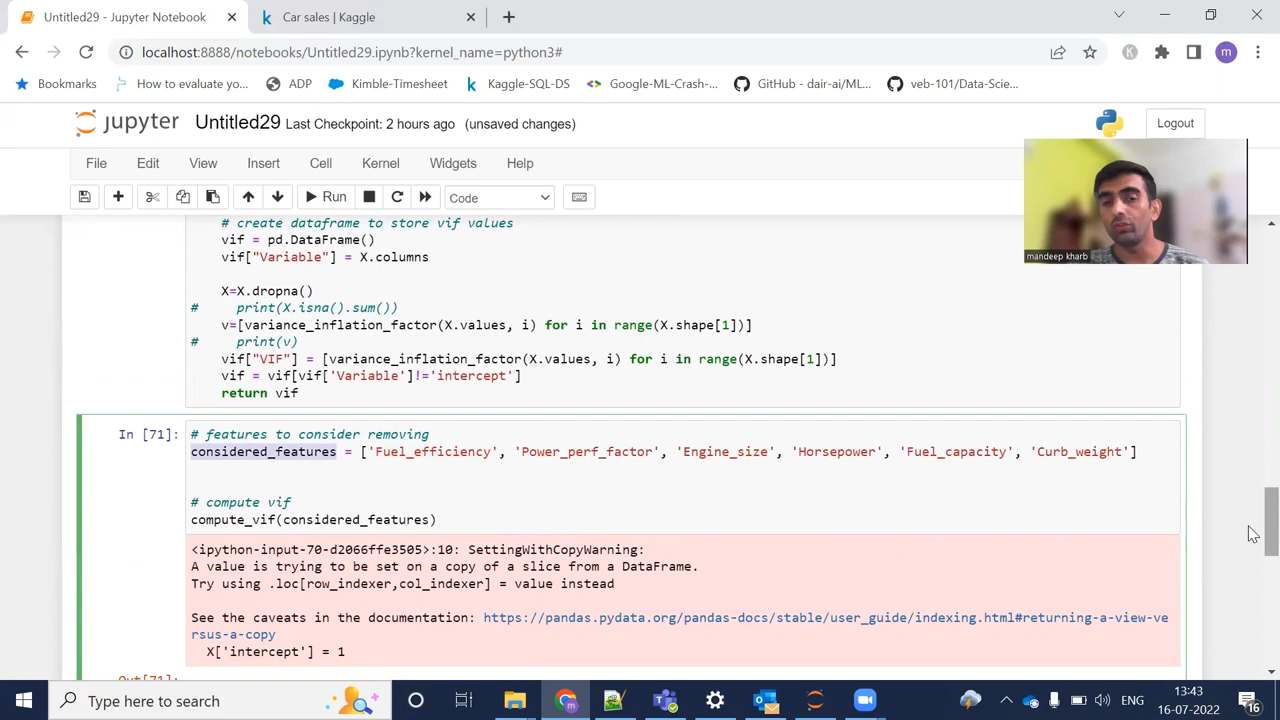 Untitled29 - Jupyter Notebook
Car sales | Kaggle
localhost:8888/notebooks/Untitled29.ipynb?kernel_name=python3#
m
Bookmarks
How to evaluate you...
ADP
Kimble-Timesheet
Kaggle-SQL-DS
Google-ML-Crash-...
GitHub - dair-ai/ML...
veb-101/Data-Scie...
jupyter Untitled29 Last Checkpoint: 2 hours ago (unsaved changes)
Logout
File Edit View Insert Cell Kernel Widgets Help
Run
Code
mandeep kharb
# create dataframe to store vif values
vif = pd.DataFrame()
vif["Variable"] = X.columns
X=X.dropna()
# print(X.isna().sum())
v=[variance_inflation_factor(X.values, i) for i in range(X.shape[1])]
# print(v)
vif["VIF"] = [variance_inflation_factor(X.values, i) for i in range(X.shape[1])]
vif = vif[vif['Variable']!='intercept']
return vif
In [71]:
# features to consider removing
considered_features = ['Fuel_efficiency', 'Power_perf_factor', 'Engine_size', 'Horsepower', 'Fuel_capacity', 'Curb_weight']
# compute vif
compute_vif(considered_features)
<ipython-input-70-d2066ffe3505>:10: SettingWithCopyWarning:
A value is trying to be set on a copy of a slice from a DataFrame.
Try using .loc[row_indexer,col_indexer] = value instead
See the caveats in the documentation: https://pandas.pydata.org/pandas-docs/stable/user_guide/indexing.html#returning-a-view-ve
rsus-a-copy
X['intercept'] = 1
Out[71]:
Type here to search
ENG
13:43
16-07-2022
16